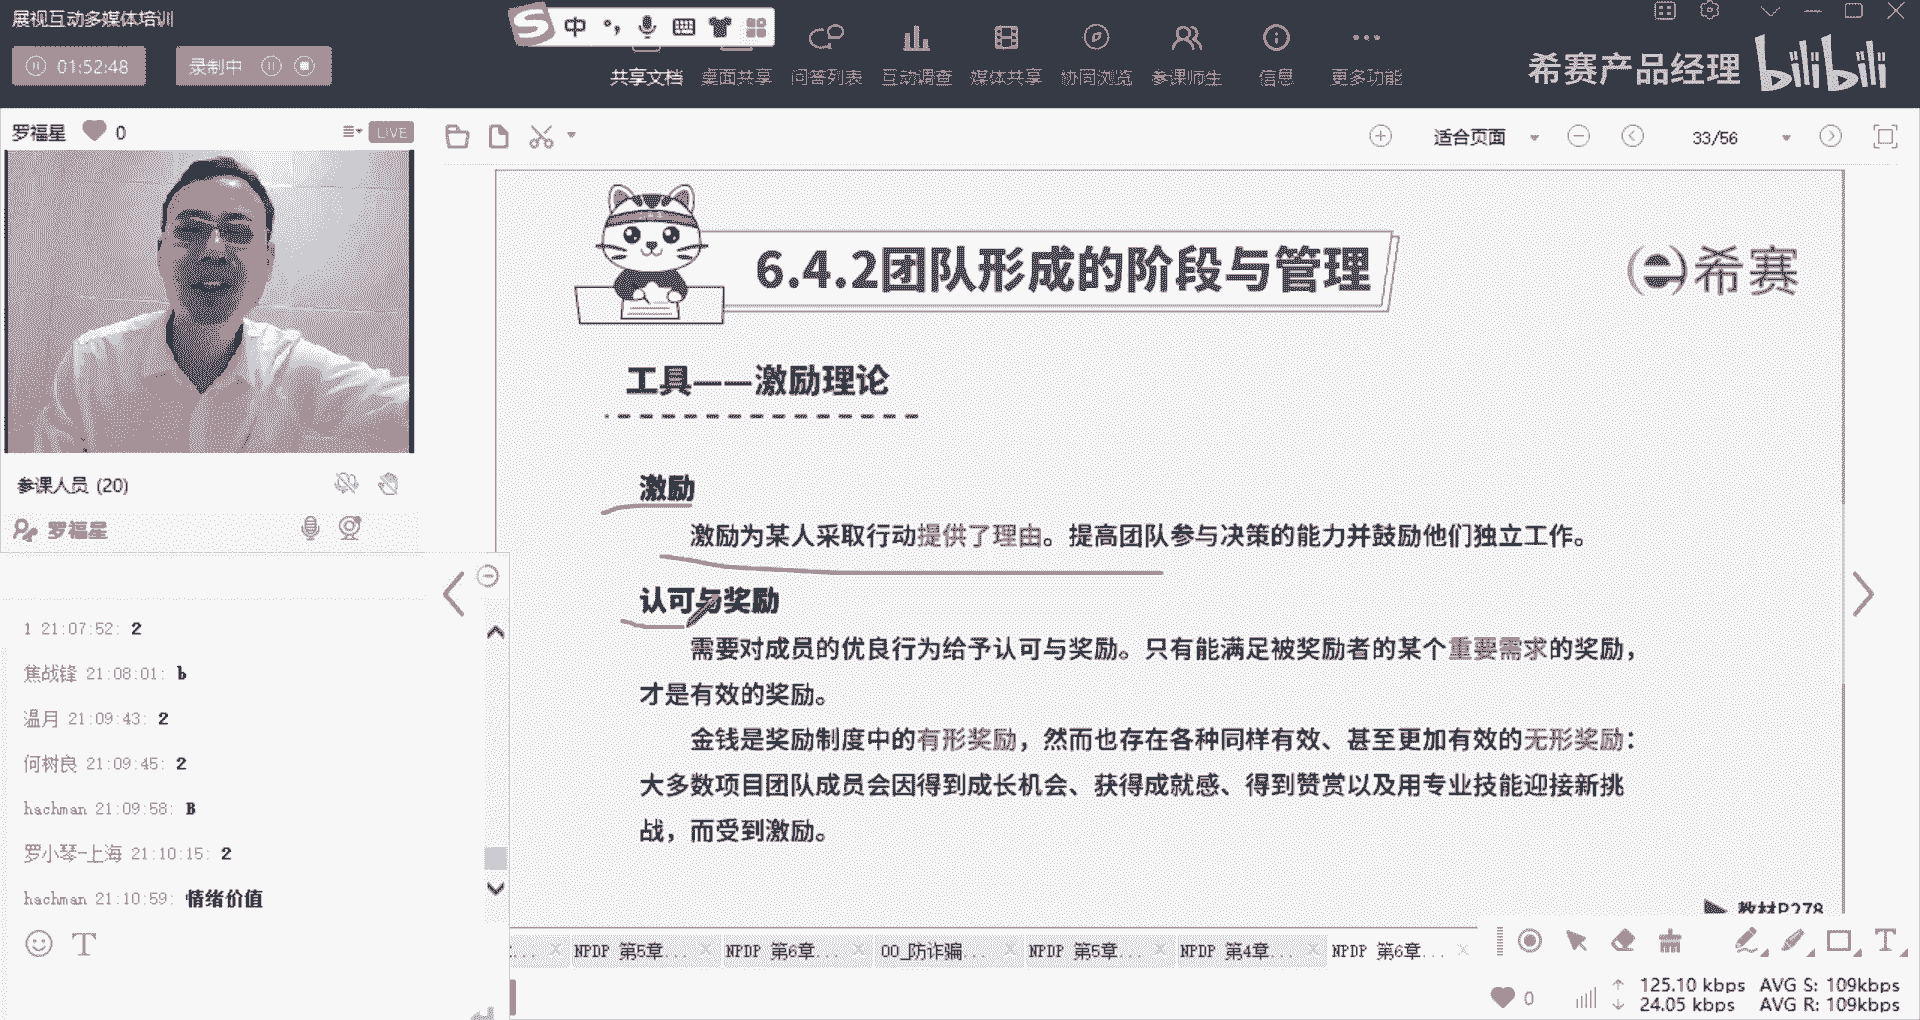 展视互动多媒体培训
中
01:52:48
录制中
共享文档 桌面共享 问答列表 互动调查 媒体共享 协同浏览 参课师生 信息 更多功能
希赛产品经理 bilibili
罗福星 0 LIVE
适合页面 33/56
6.4.2团队形成的阶段与管理
希赛
工具——激励理论
参课人员 (20)
罗福星
激励
激励为某人采取行动提供了理由。提高团队参与决策的能力并鼓励他们独立工作。
认可与奖励
需要对成员的优良行为给予认可与奖励。只有能满足被奖励者的某个重要需求的奖励，
才是有效的奖励。
金钱是奖励制度中的有形奖励，然而也存在各种同样有效、甚至更加有效的无形奖励：
大多数项目团队成员会因得到成长机会、获得成就感、得到赞赏以及用专业技能迎接新挑
战，而受到激励。
教材P278
1 21:07:52: 2
焦战锋 21:08:01: b
温月 21:09:43: 2
何树良 21:09:45: 2
hachman 21:09:58: B
罗小琴-上海 21:10:15: 2
hachman 21:10:59: 情绪价值
NPDP 第5章... NPDP 第6章... 00_防诈骗... NPDP 第5章... NPDP 第4章... NPDP 第6章...
0
125.10 kbps AVG S: 109kbps
24.05 kbps AVG R: 109kbps